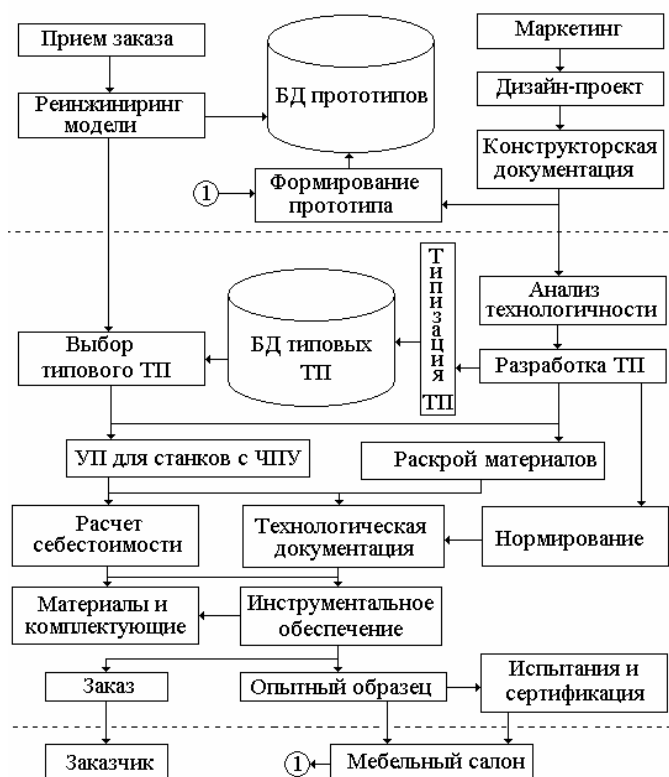 Прием заказа
Маркетинг
БД прототипов
Реинжиниринг
модели
Дизайн-проект
Конструкторская
документация
1
Формирование
прототипа
Типизация ТП
Анализ
технологичности
Выбор
типового ТП
БД типовых
ТП
Разработка ТП
УП для станков с ЧПУ
Раскрой материалов
Расчет
себестоимости
Технологическая
документация
Нормирование
Материалы и
комплектующие
Инструментальное
обеспечение
Заказ
Опытный образец
Испытания и
сертификация
Заказчик
1
Мебельный салон